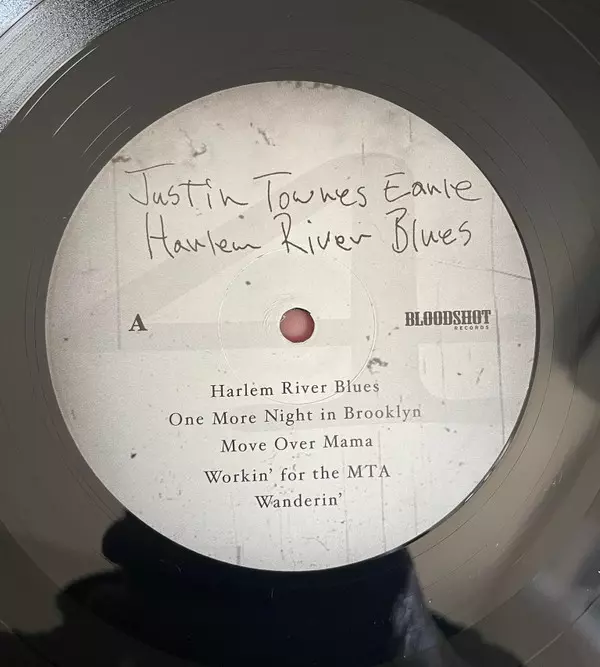 Justin Townes Earle
Harlem River Blues
A
BLOODSHOT
RECORDS
Harlem River Blues
One More Night in Brooklyn
Move Over Mama
Workin' for the MTA
Wanderin'